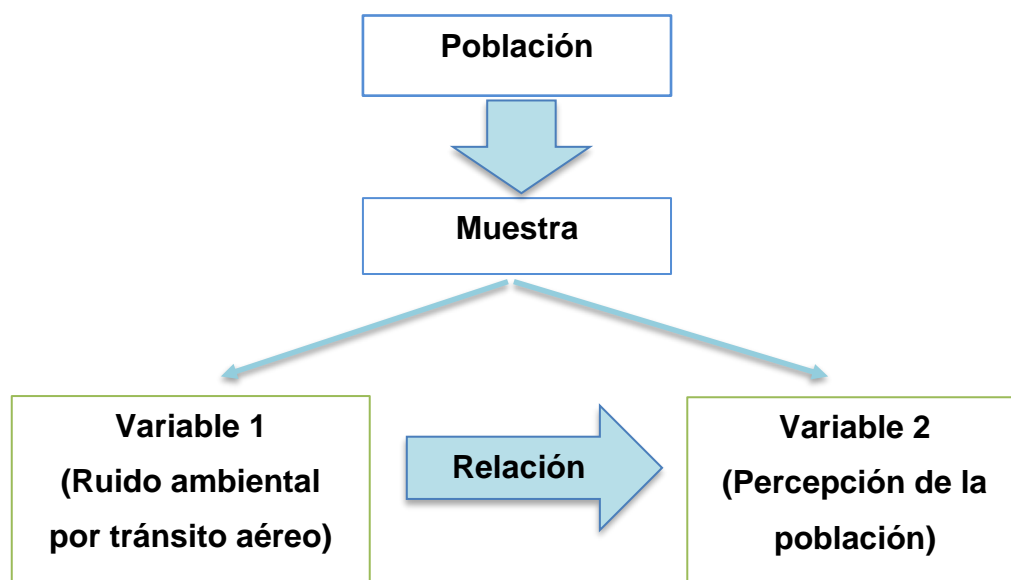 Población
Muestra
Variable 1
(Ruido ambiental
por tránsito aéreo)
Relación
Variable 2
(Percepción de la
población)